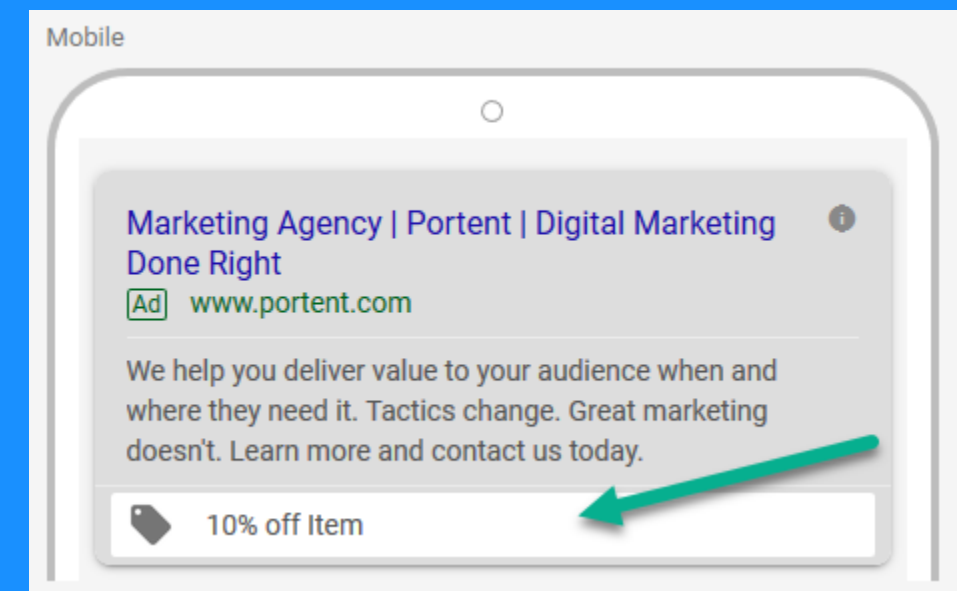 Mobile
Marketing Agency | Portent | Digital Marketing
Done Right
Ad www.portent.com
We help you deliver value to your audience when and
where they need it. Tactics change. Great marketing
doesn't. Learn more and contact us today.
10% off Item